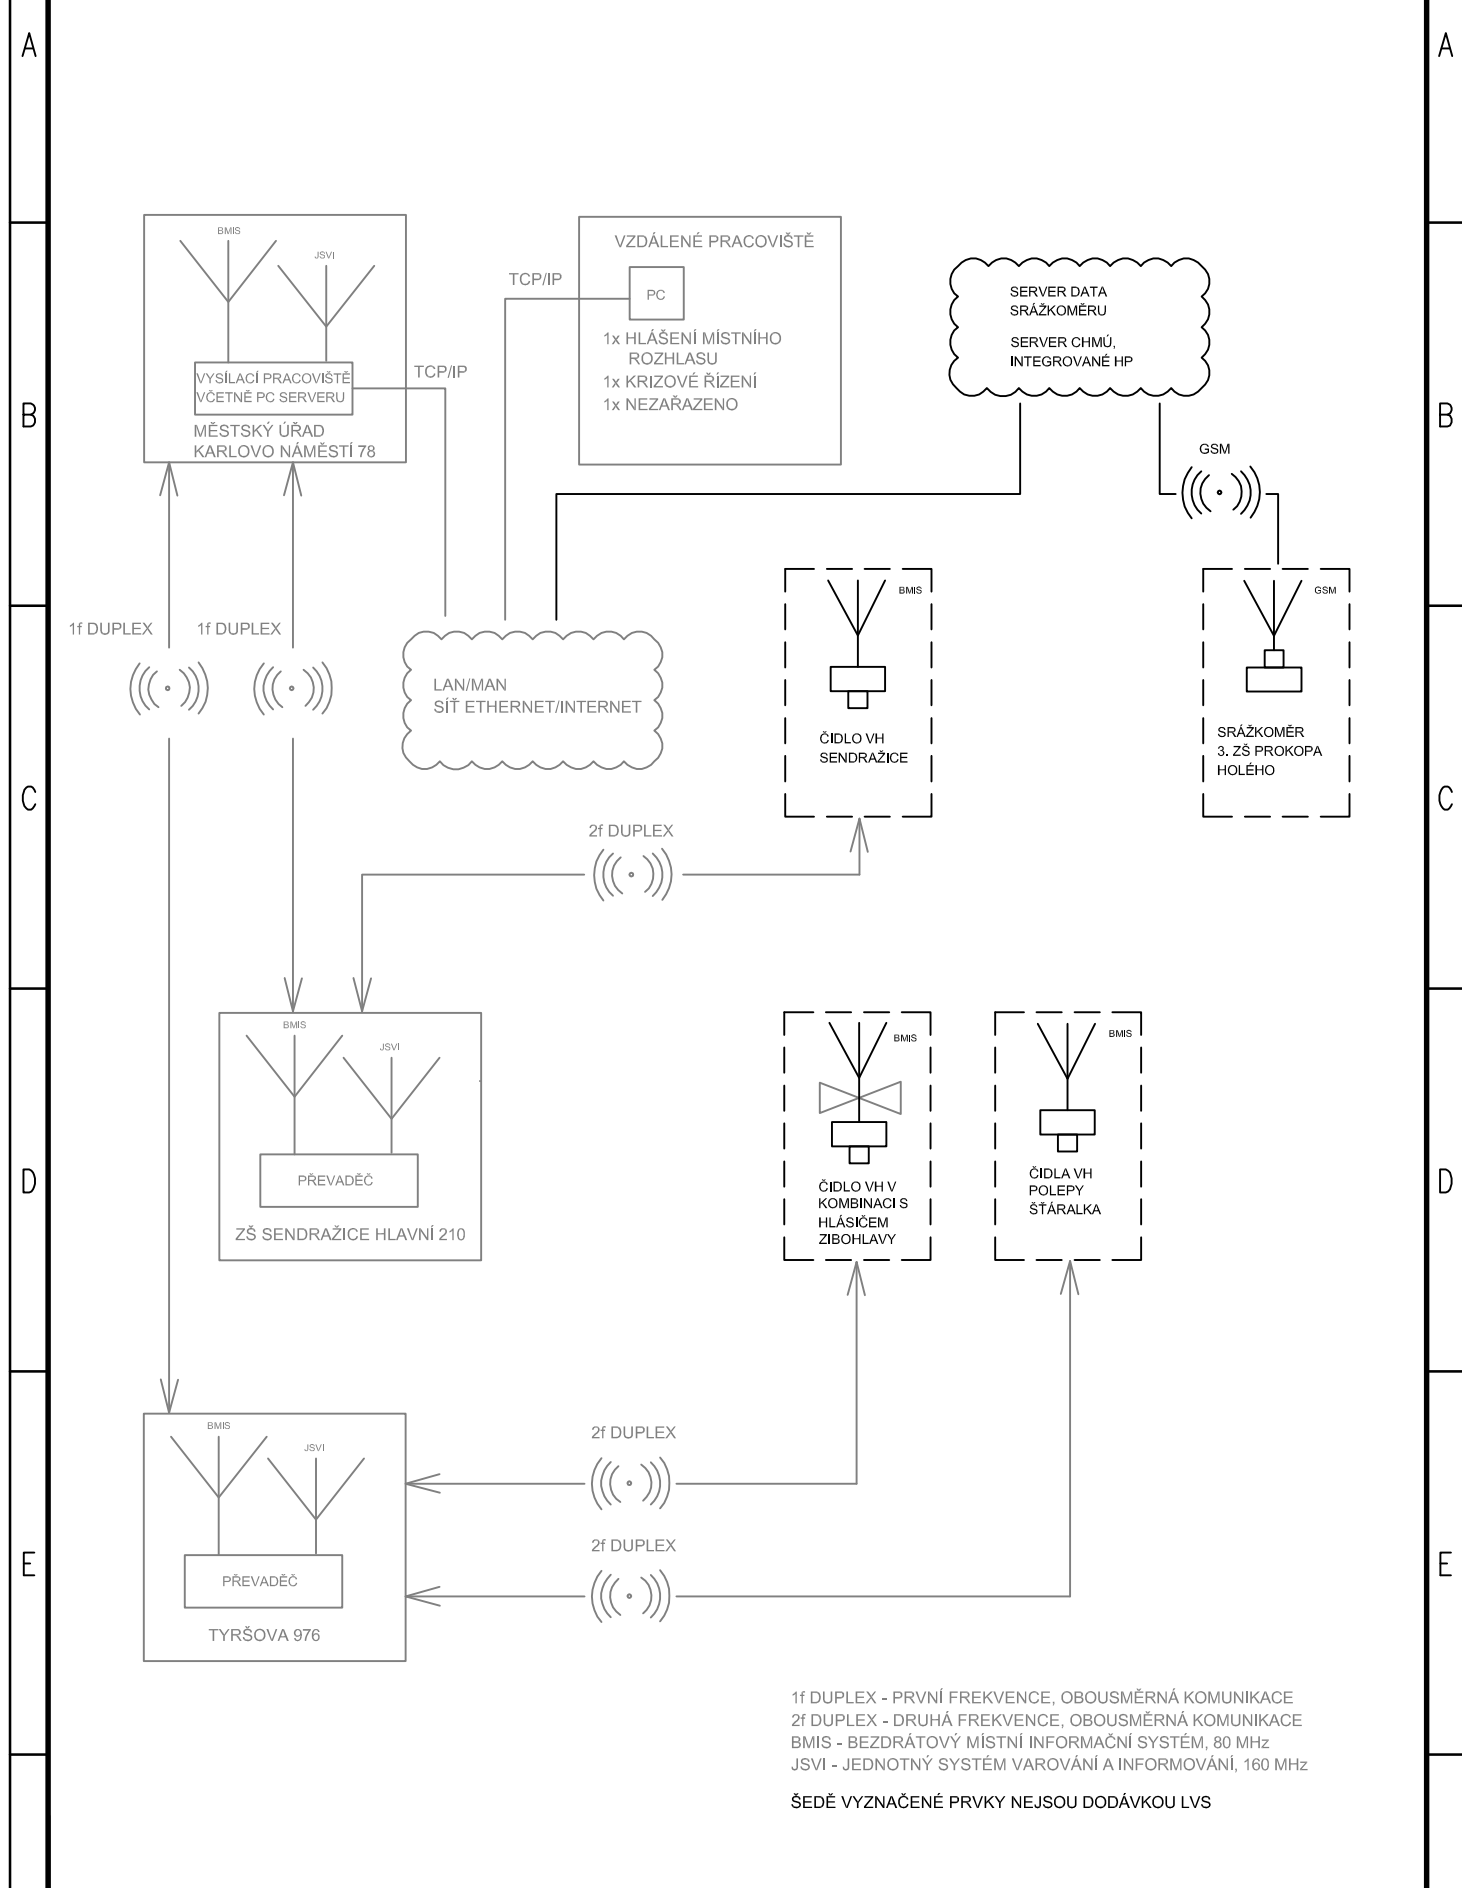 A
A
BMIS
JSVI
VYSÍLACÍ PRACOVIŠTĚ
VČETNĚ PC SERVERU
MĚSTSKÝ ÚŘAD
KARLOVO NÁMĚSTÍ 78
TCP/IP
TCP/IP
VZDÁLENÉ PRACOVIŠTĚ
PC
1x HLÁŠENÍ MÍSTNÍHO
ROZHLASU
1x KRIZOVÉ ŘÍZENÍ
1x NEZAŘAZENO
SERVER DATA
SRÁŽKOMĚRU
SERVER CHMÚ,
INTEGROVANÉ HP
B
B
GSM
1f DUPLEX
1f DUPLEX
LAN/MAN
SÍŤ ETHERNET/INTERNET
BMIS
ČIDLO VH
SENDRAŽICE
GSM
SRÁŽKOMĚR
3. ZŠ PROKOPA
HOLÉHO
C
C
2f DUPLEX
BMIS
JSVI
PŘEVADĚČ
ZŠ SENDRAŽICE HLAVNÍ 210
BMIS
ČIDLO VH V
KOMBINACI S
HLÁSIČEM
ZIBOHLAVY
BMIS
ČIDLA VH
POLEPY
ŠŤÁRALKA
D
D
BMIS
JSVI
PŘEVADĚČ
TYRŠOVA 976
2f DUPLEX
2f DUPLEX
E
E
1f DUPLEX - PRVNÍ FREKVENCE, OBOUSMĚRNÁ KOMUNIKACE
2f DUPLEX - DRUHÁ FREKVENCE, OBOUSMĚRNÁ KOMUNIKACE
BMIS - BEZDRÁTOVÝ MÍSTNÍ INFORMAČNÍ SYSTÉM, 80 MHz
JSVI - JEDNOTNÝ SYSTÉM VAROVÁNÍ A INFORMOVÁNÍ, 160 MHz
ŠEDĚ VYZNAČENÉ PRVKY NEJSOU DODÁVKOU LVS